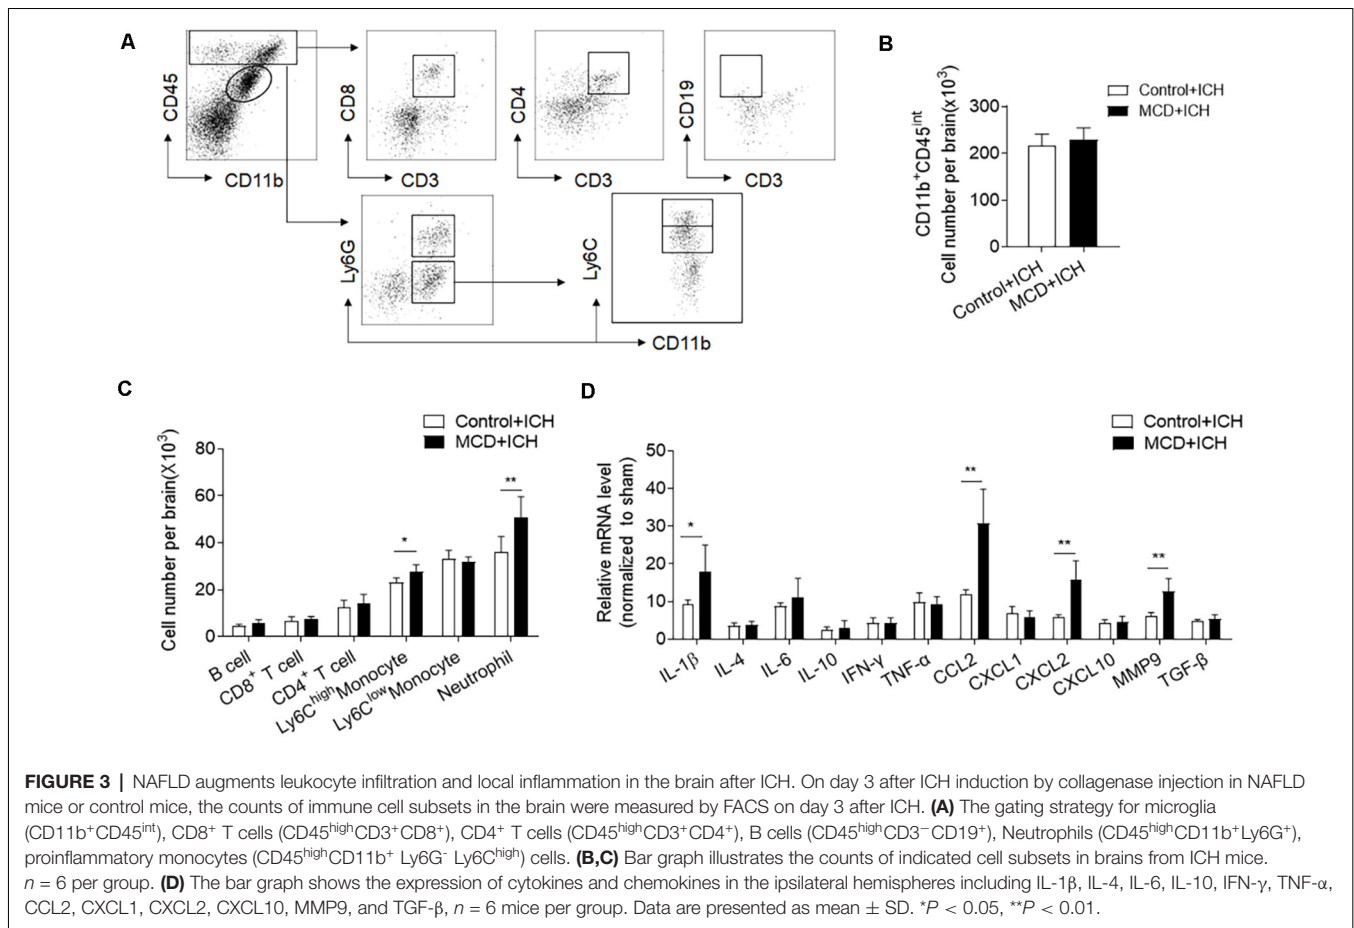 A
CD45
CD11b
CD8
CD3
CD4
CD3
CD19
CD3
Ly6G
Ly6C
CD11b
B
Control+ICH
MCD+ICH
CD11b⁺CD45ⁱⁿᵗ
Cell number per brain(x10³)
300
200
100
0
Control+ICH
MCD+ICH
C
Control+ICH
MCD+ICH
Cell number per brain(X10³)
80
60
40
20
0
*
**
B cell
CD8⁺ T cell
CD4⁺ T cell
Ly6Cʰⁱᵍʰ Monocyte
Ly6Cˡᵒʷ Monocyte
Neutrophil
D
Control+ICH
MCD+ICH
Relative mRNA level
(normalized to sham)
50
40
30
20
10
0
*
**
**
**
IL-1β
IL-4
IL-6
IL-10
IFN-γ
TNF-α
CCL2
CXCL1
CXCL2
CXCL10
MMP9
TGF-β
FIGURE 3 | NAFLD augments leukocyte infiltration and local inflammation in the brain after ICH. On day 3 after ICH induction by collagenase injection in NAFLD
mice or control mice, the counts of immune cell subsets in the brain were measured by FACS on day 3 after ICH. (A) The gating strategy for microglia
(CD11b⁺CD45ⁱⁿᵗ), CD8⁺ T cells (CD45ʰⁱᵍʰCD3⁺CD8⁺), CD4⁺ T cells (CD45ʰⁱᵍʰCD3⁺CD4⁺), B cells (CD45ʰⁱᵍʰCD3⁻CD19⁺), Neutrophils (CD45ʰⁱᵍʰCD11b⁺Ly6G⁺),
proinflammatory monocytes (CD45ʰⁱᵍʰCD11b⁺ Ly6G⁻ Ly6Cʰⁱᵍʰ) cells. (B,C) Bar graph illustrates the counts of indicated cell subsets in brains from ICH mice.
n = 6 per group. (D) The bar graph shows the expression of cytokines and chemokines in the ipsilateral hemispheres including IL-1β, IL-4, IL-6, IL-10, IFN-γ, TNF-α,
CCL2, CXCL1, CXCL2, CXCL10, MMP9, and TGF-β, n = 6 mice per group. Data are presented as mean ± SD. *P < 0.05, **P < 0.01.